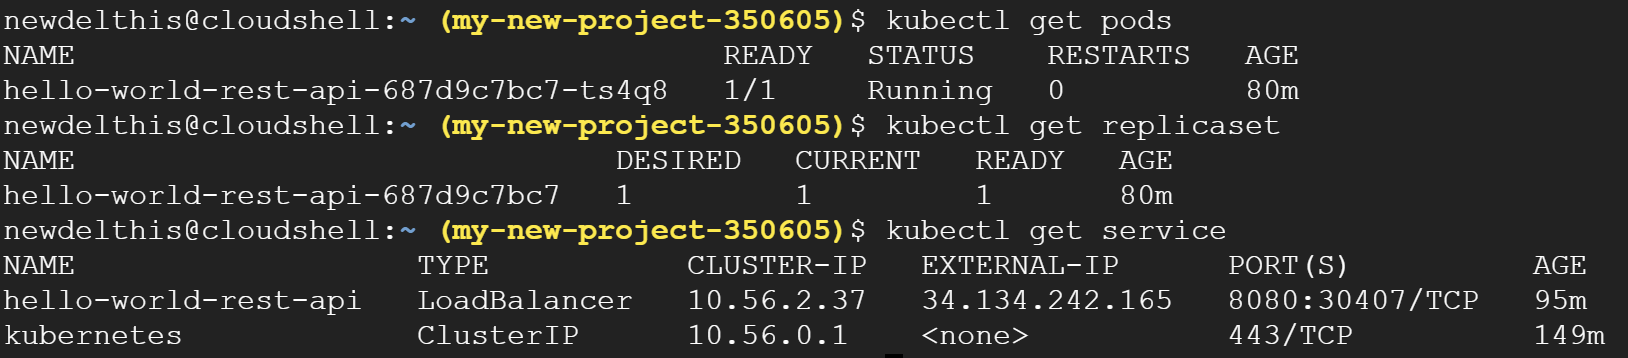 newdelthis@cloudshell:~ (my-new-project-350605)$ kubectl get pods
NAME READY STATUS RESTARTS AGE
hello-world-rest-api-687d9c7bc7-ts4q8 1/1 Running 0 80m
newdelthis@cloudshell:~ (my-new-project-350605)$ kubectl get replicaset
NAME DESIRED CURRENT READY AGE
hello-world-rest-api-687d9c7bc7 1 1 1 80m
newdelthis@cloudshell:~ (my-new-project-350605)$ kubectl get service
NAME TYPE CLUSTER-IP EXTERNAL-IP PORT(S) AGE
hello-world-rest-api LoadBalancer 10.56.2.37 34.134.242.165 8080:30407/TCP 95m
kubernetes ClusterIP 10.56.0.1 <none> 443/TCP 149m